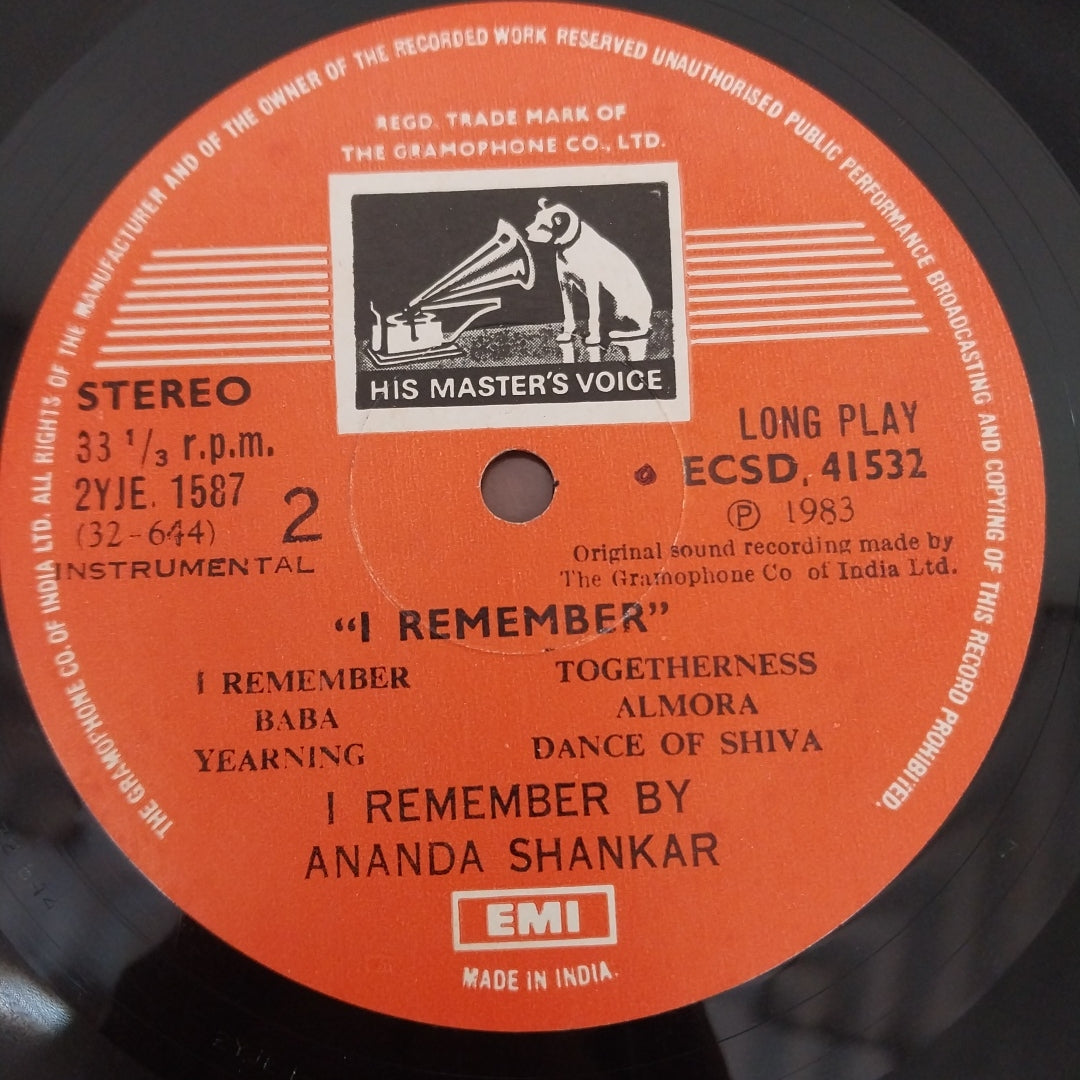 THE GRAMOPHONE CO. OF INDIA LTD. ALL RIGHTS OF THE MANUFACTURER AND OF THE OWNER OF THE RECORDED WORK RESERVED UNAUTHORISED PUBLIC PERFORMANCE BROADCASTING AND COPYING OF THIS RECORD PROHIBITED.
REGD. TRADE MARK OF
THE GRAMOPHONE CO., LTD.
HIS MASTER'S VOICE
STEREO
33 1/3 r.p.m.
2YJE. 1587
(32-644)
2
INSTRUMENTAL
LONG PLAY
ECSD. 41532
Ⓟ 1983
Original sound recording made by
The Gramophone Co of India Ltd.
"I REMEMBER"
I REMEMBER
BABA
YEARNING
TOGETHERNESS
ALMORA
DANCE OF SHIVA
I REMEMBER BY
ANANDA SHANKAR
EMI
MADE IN INDIA.